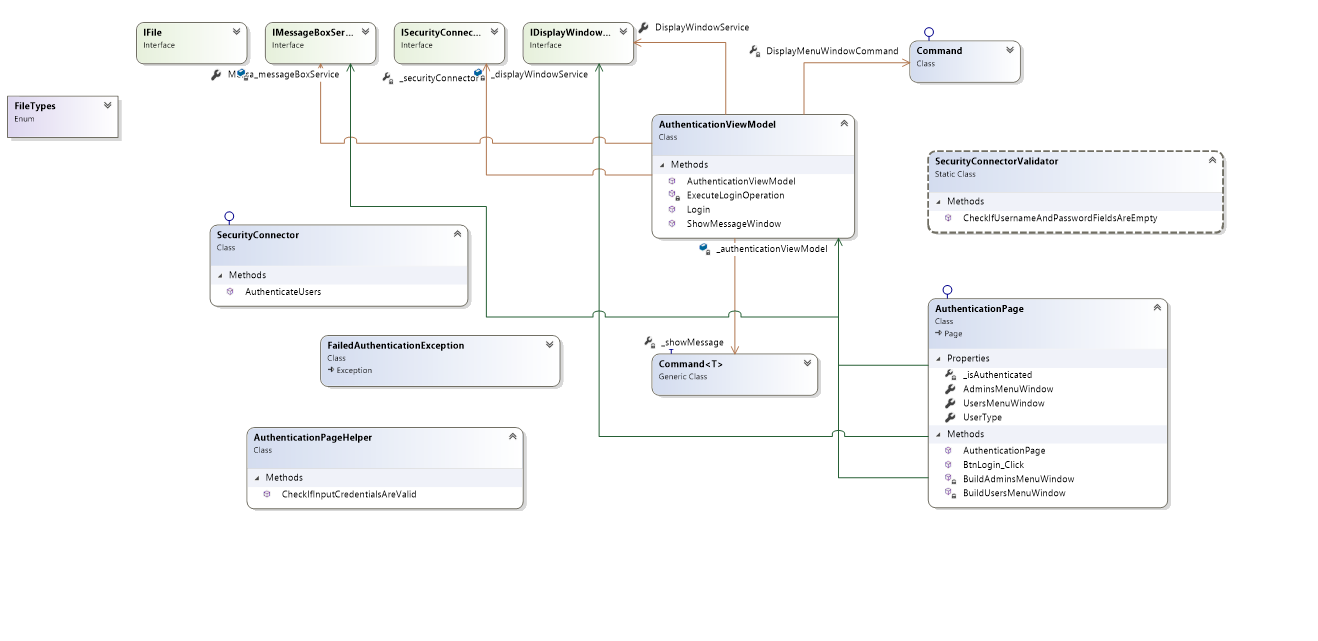 IFile
Interface
IMessageBoxSer...
Interface
ISecurityConnec...
Interface
IDisplayWindow...
Interface
DisplayWindowService
DisplayMenuWindowCommand
Command
Class
_messageBoxService
_securityConnector
_displayWindowService
FileTypes
Enum
AuthenticationViewModel
Class
Methods
AuthenticationViewModel
ExecuteLoginOperation
Login
ShowMessageWindow
SecurityConnectorValidator
Static Class
Methods
CheckIfUsernameAndPasswordFieldsAreEmpty
SecurityConnector
Class
Methods
AuthenticateUsers
_authenticationViewModel
AuthenticationPage
Class
Page
Properties
_isAuthenticated
AdminsMenuWindow
UsersMenuWindow
UserType
Methods
AuthenticationPage
BtnLogin_Click
BuildAdminsMenuWindow
BuildUsersMenuWindow
FailedAuthenticationException
Class
Exception
_showMessage
Command<T>
Generic Class
AuthenticationPageHelper
Class
Methods
CheckIfInputCredentialsAreValid